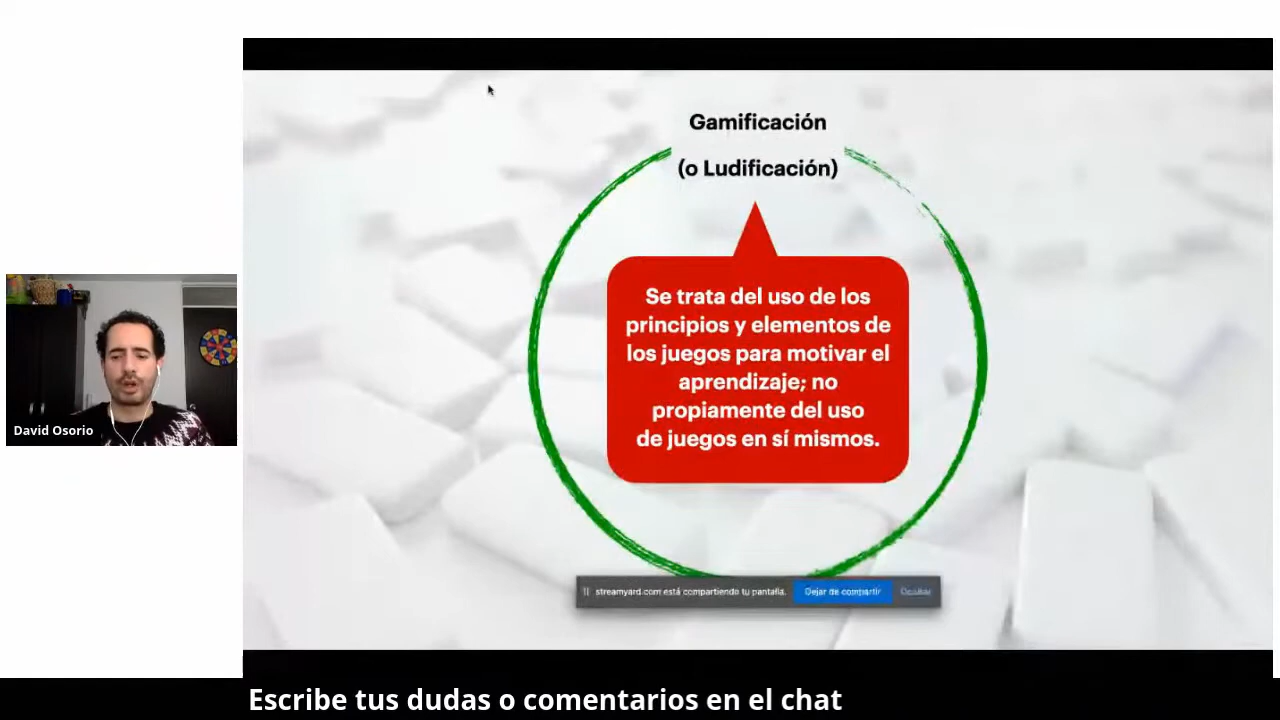 Gamificación
(o Ludificación)
Se trata del uso de los
principios y elementos de
los juegos para motivar el
aprendizaje; no
propiamente del uso
de juegos en sí mismos.
David Osorio
streamyard.com está compartiendo tu pantalla.
Dejar de compartir
Ocultar
Escribe tus dudas o comentarios en el chat